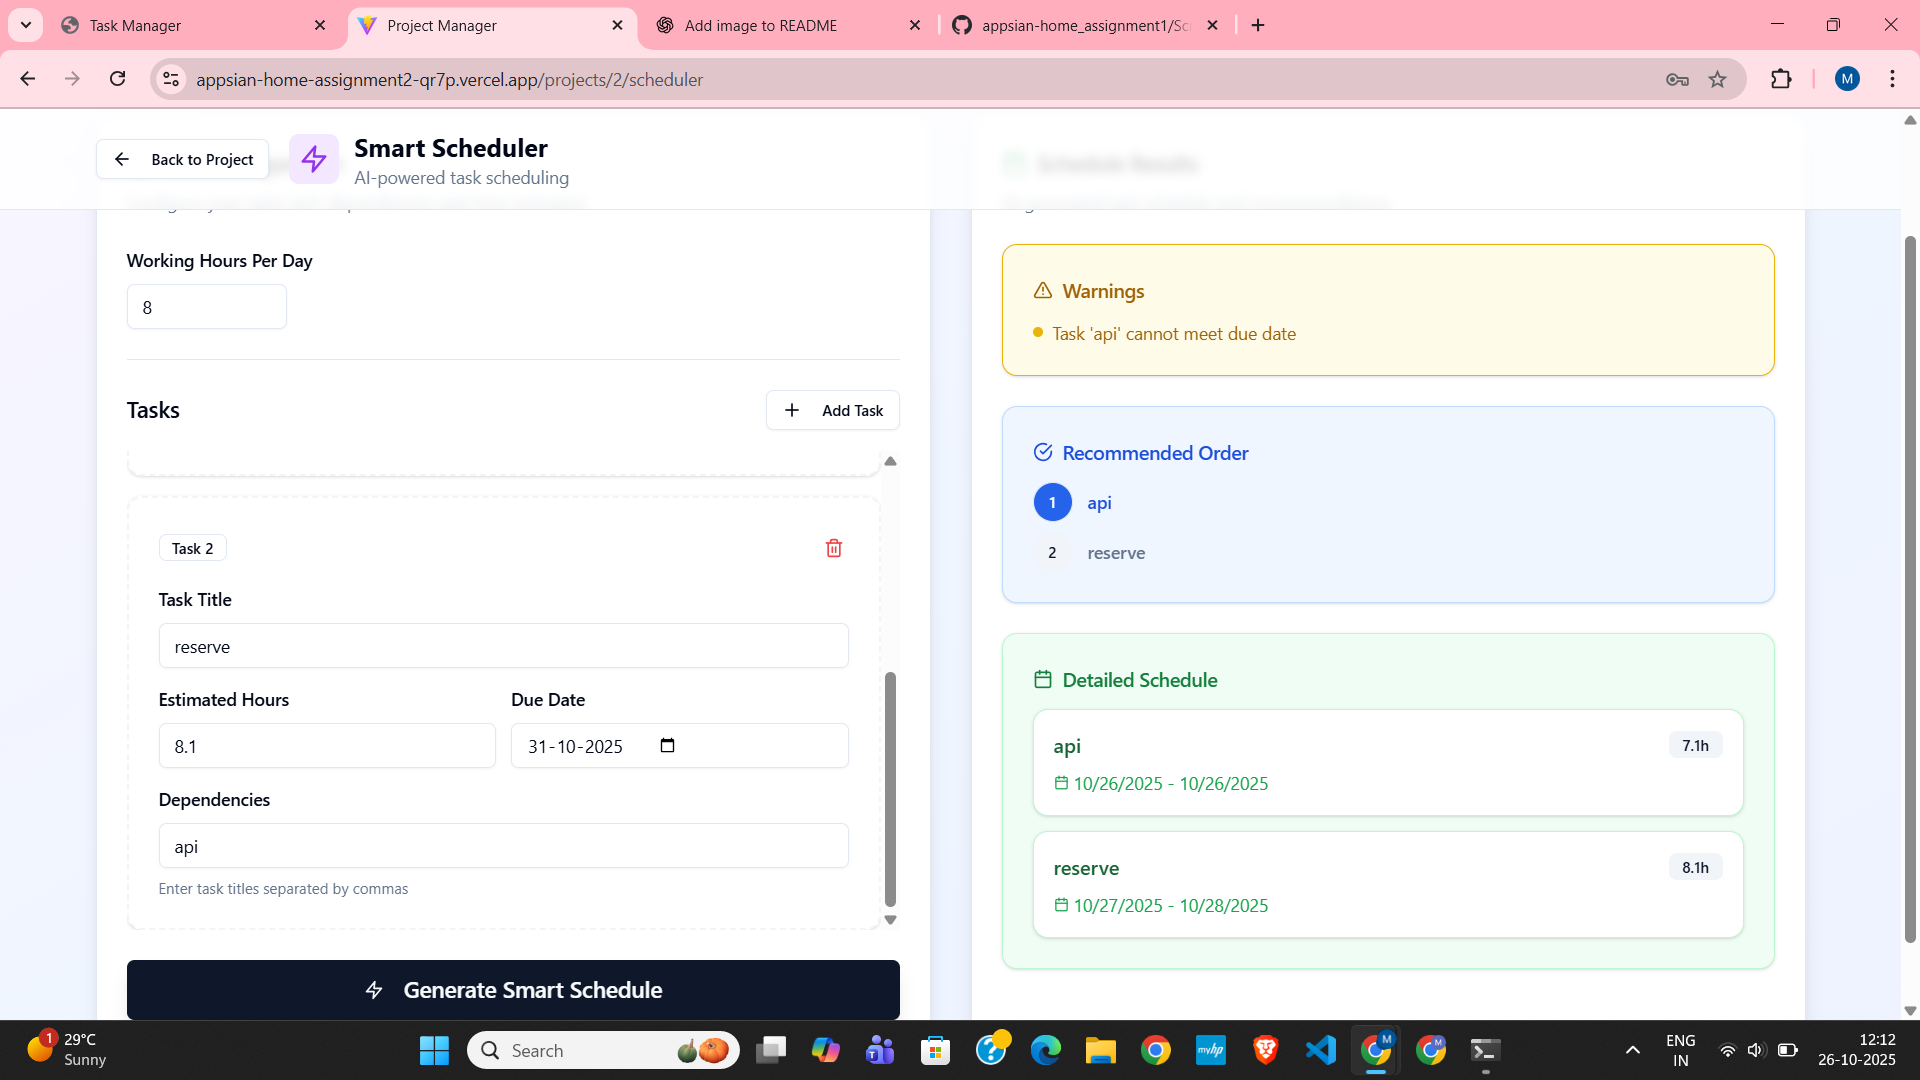 Task Manager
Project Manager
Add image to README
appsian-home_assignment1/Sc
appsian-home-assignment2-qr7p.vercel.app/projects/2/scheduler
M
Back to Project
Smart Scheduler
AI-powered task scheduling
Schedule Results
Working Hours Per Day
8
Tasks
Add Task
Task 2
Task Title
reserve
Estimated Hours
Due Date
8.1
31-10-2025
Dependencies
api
Enter task titles separated by commas
Generate Smart Schedule
Warnings
Task 'api' cannot meet due date
Recommended Order
1
api
2
reserve
Detailed Schedule
api
7.1h
10/26/2025 - 10/26/2025
reserve
8.1h
10/27/2025 - 10/28/2025
1
29°C
Sunny
Search
myhp
M
M
ENG
IN
12:12
26-10-2025